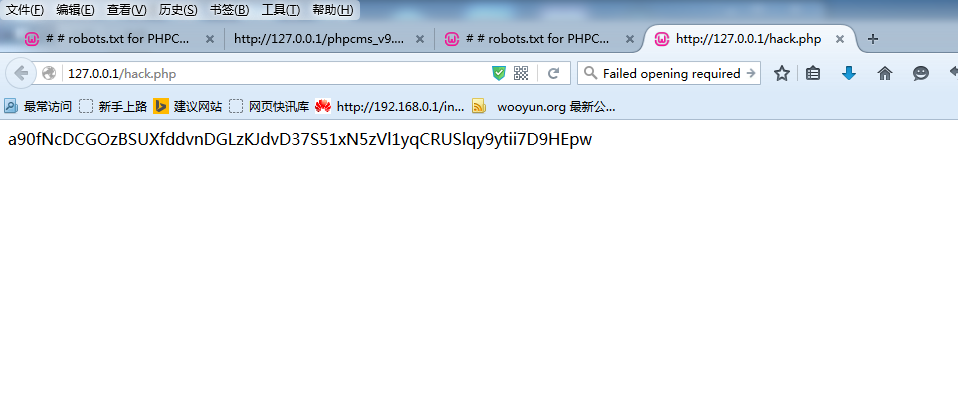 文件(F) 编辑(E) 查看(V) 历史(S) 书签(B) 工具(T) 帮助(H)
# # robots.txt for PHPC... × http://127.0.0.1/phpcms_v9.... × # # robots.txt for PHPC... × http://127.0.0.1/hack.php × +
127.0.0.1/hack.php Failed opening required
最常访问 新手上路 建议网站 网页快讯库 http://192.168.0.1/in... wooyun.org 最新公...
a90fNcDCGOzBSUXfddvnDGLzKJdvD37S51xN5zVl1yqCRUSlqy9ytii7D9HEpw